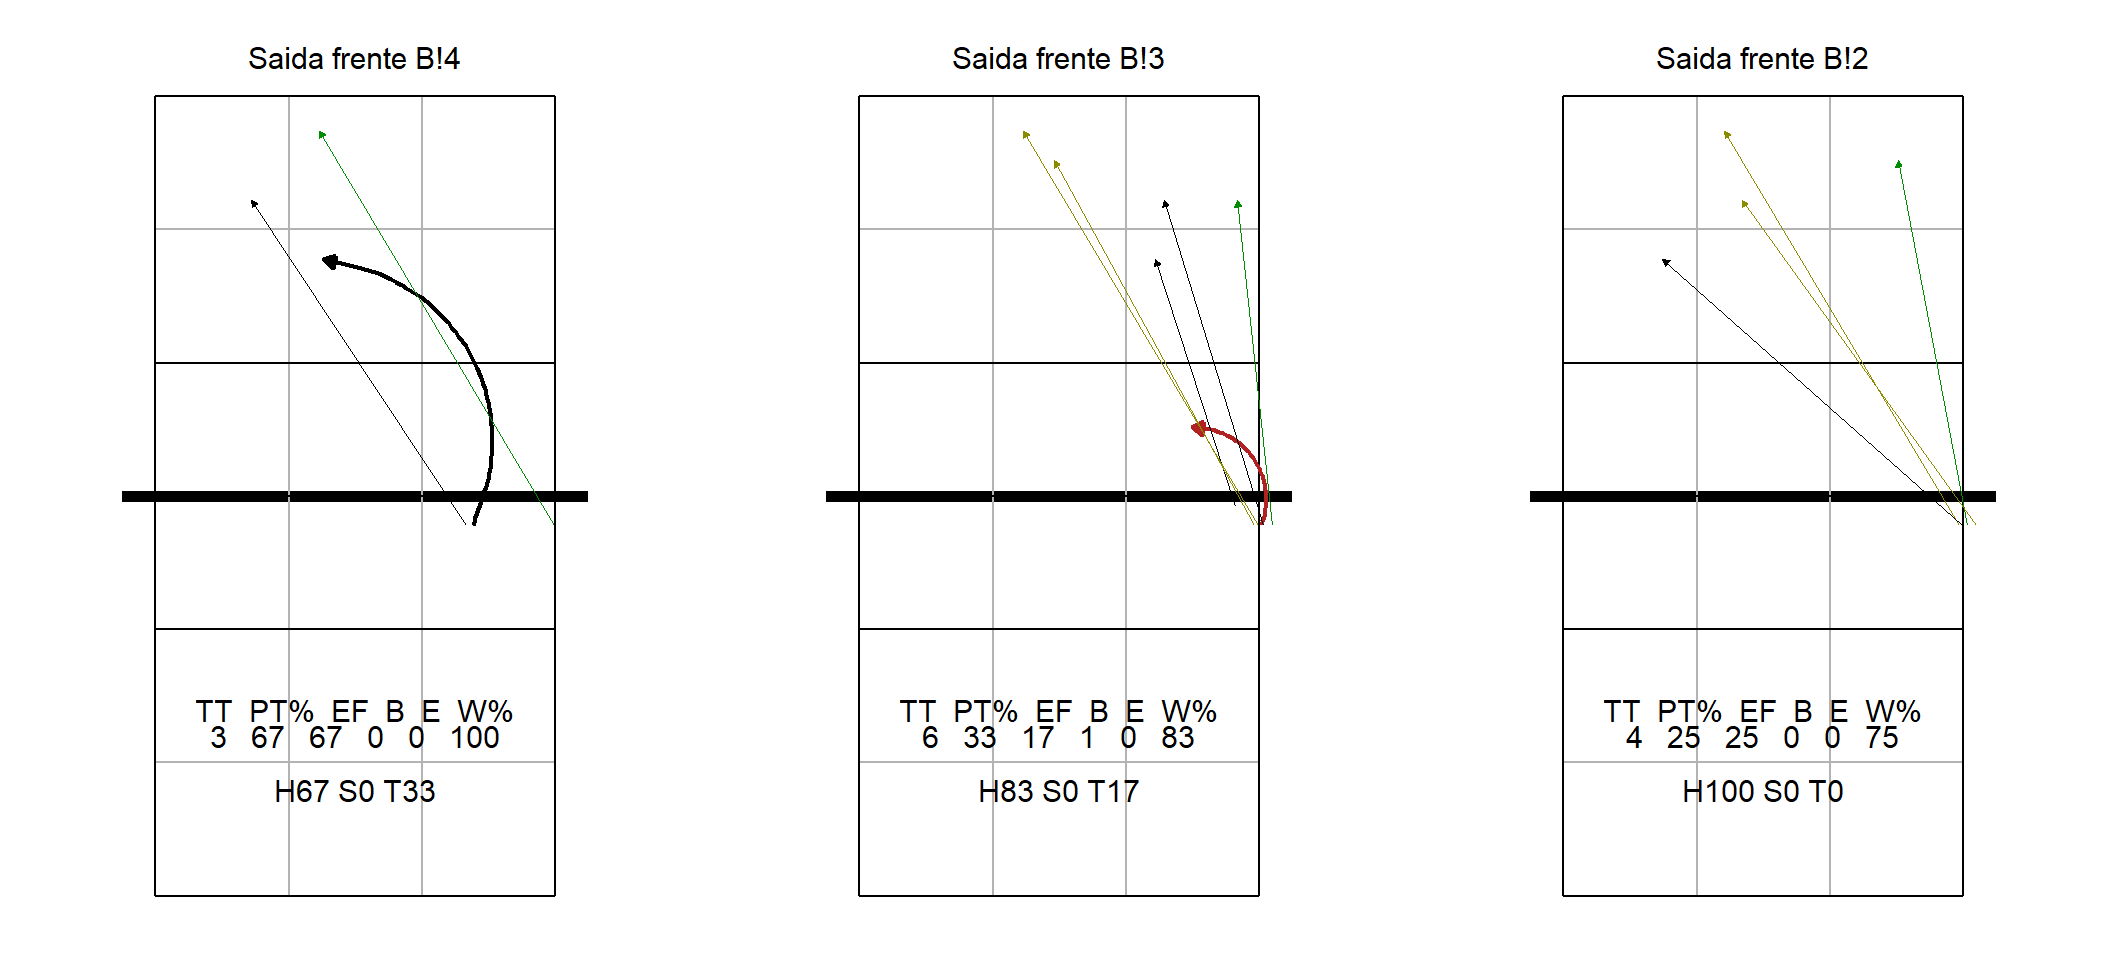 Saida frente B!4
TT PT% EF B E W%
3 67 67 0 0 100
H67 S0 T33
Saida frente B!3
TT PT% EF B E W%
6 33 17 1 0 83
H83 S0 T17
Saida frente B!2
TT PT% EF B E W%
4 25 25 0 0 75
H100 S0 T0